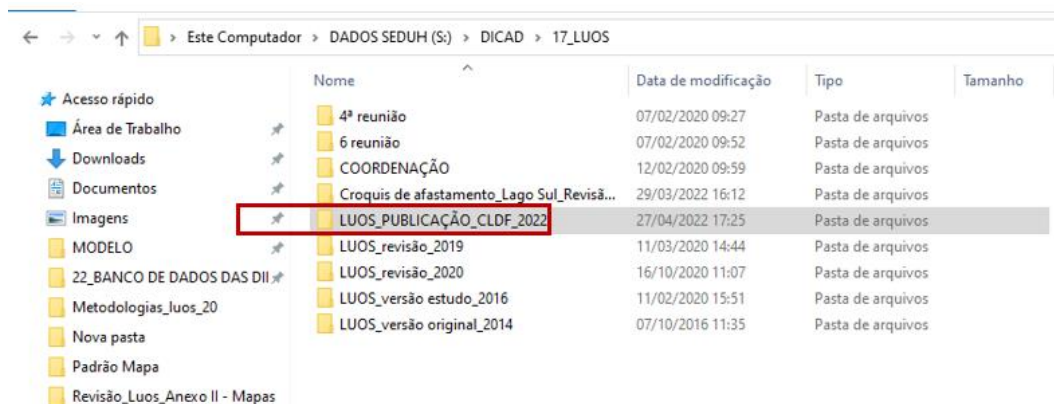 Este Computador > DADOS SEDUH (S:) > DICAD > 17_LUOS
Nome Data de modificação Tipo Tamanho
Acesso rápido
Área de Trabalho
Downloads
Documentos
Imagens
MODELO
22_BANCO DE DADOS DAS DII
Metodologias_luos_20
Nova pasta
Padrão Mapa
Revisão_Luos_Anexo II - Mapas
4ª reunião 07/02/2020 09:27 Pasta de arquivos
6 reunião 07/02/2020 09:52 Pasta de arquivos
COORDENAÇÃO 12/02/2020 09:59 Pasta de arquivos
Croquis de afastamento_Lago Sul_Revisã... 29/03/2022 16:12 Pasta de arquivos
LUOS_PUBLICAÇÃO_CLDF_2022 27/04/2022 17:25 Pasta de arquivos
LUOS_revisão_2019 11/03/2020 14:44 Pasta de arquivos
LUOS_revisão_2020 16/10/2020 11:07 Pasta de arquivos
LUOS_versão estudo_2016 11/02/2020 15:51 Pasta de arquivos
LUOS_versão original_2014 07/10/2016 11:35 Pasta de arquivos